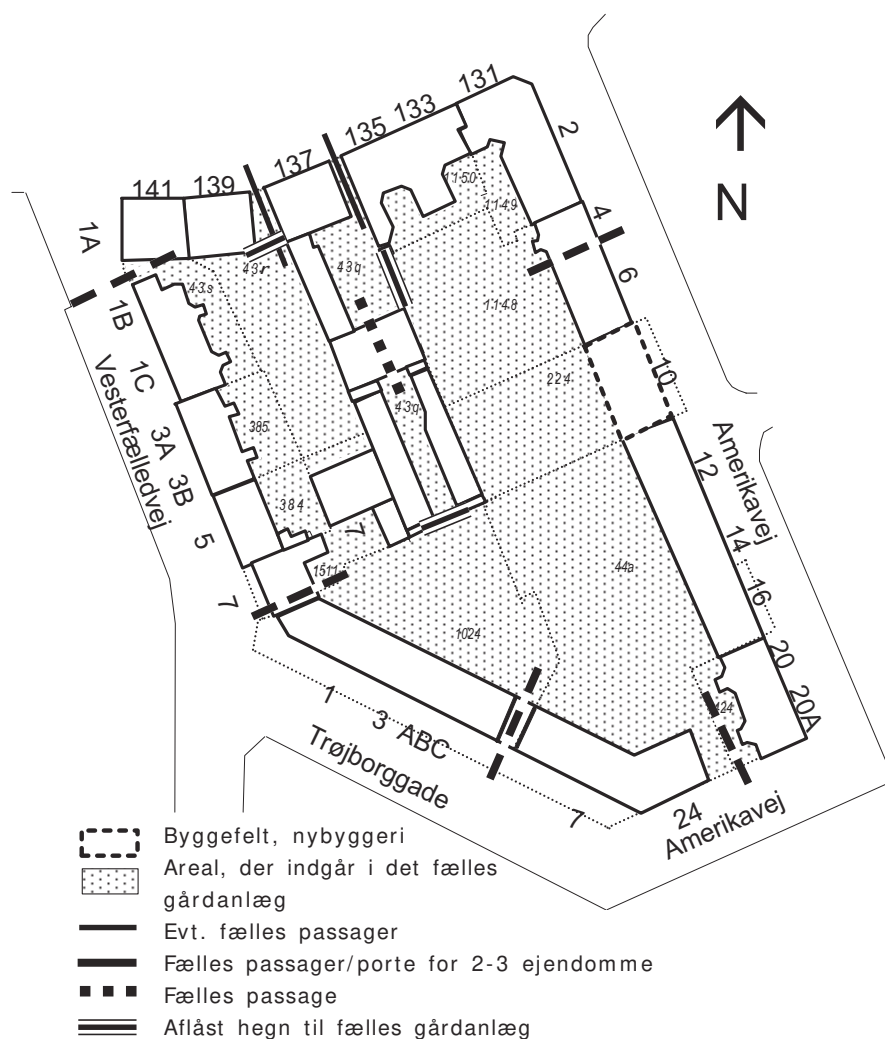 131
133
135
137
139
141
2
N
4
6
1150
1149
1148
43q
43r
43s
1A
1B
1C
3A
3B
5
7
Vesterfælledvej
224
10
385
43q
12
Amerikavej
384
7
14
44a
16
1511
1024
20
20A
424
1
3 ABC
Trøjborggade
7
24
Amerikavej
Byggefelt, nybyggeri
Areal, der indgår i det fælles
gårdanlæg
Evt. fælles passager
Fælles passager/porte for 2-3 ejendomme
Fælles passage
Aflåst hegn til fælles gårdanlæg